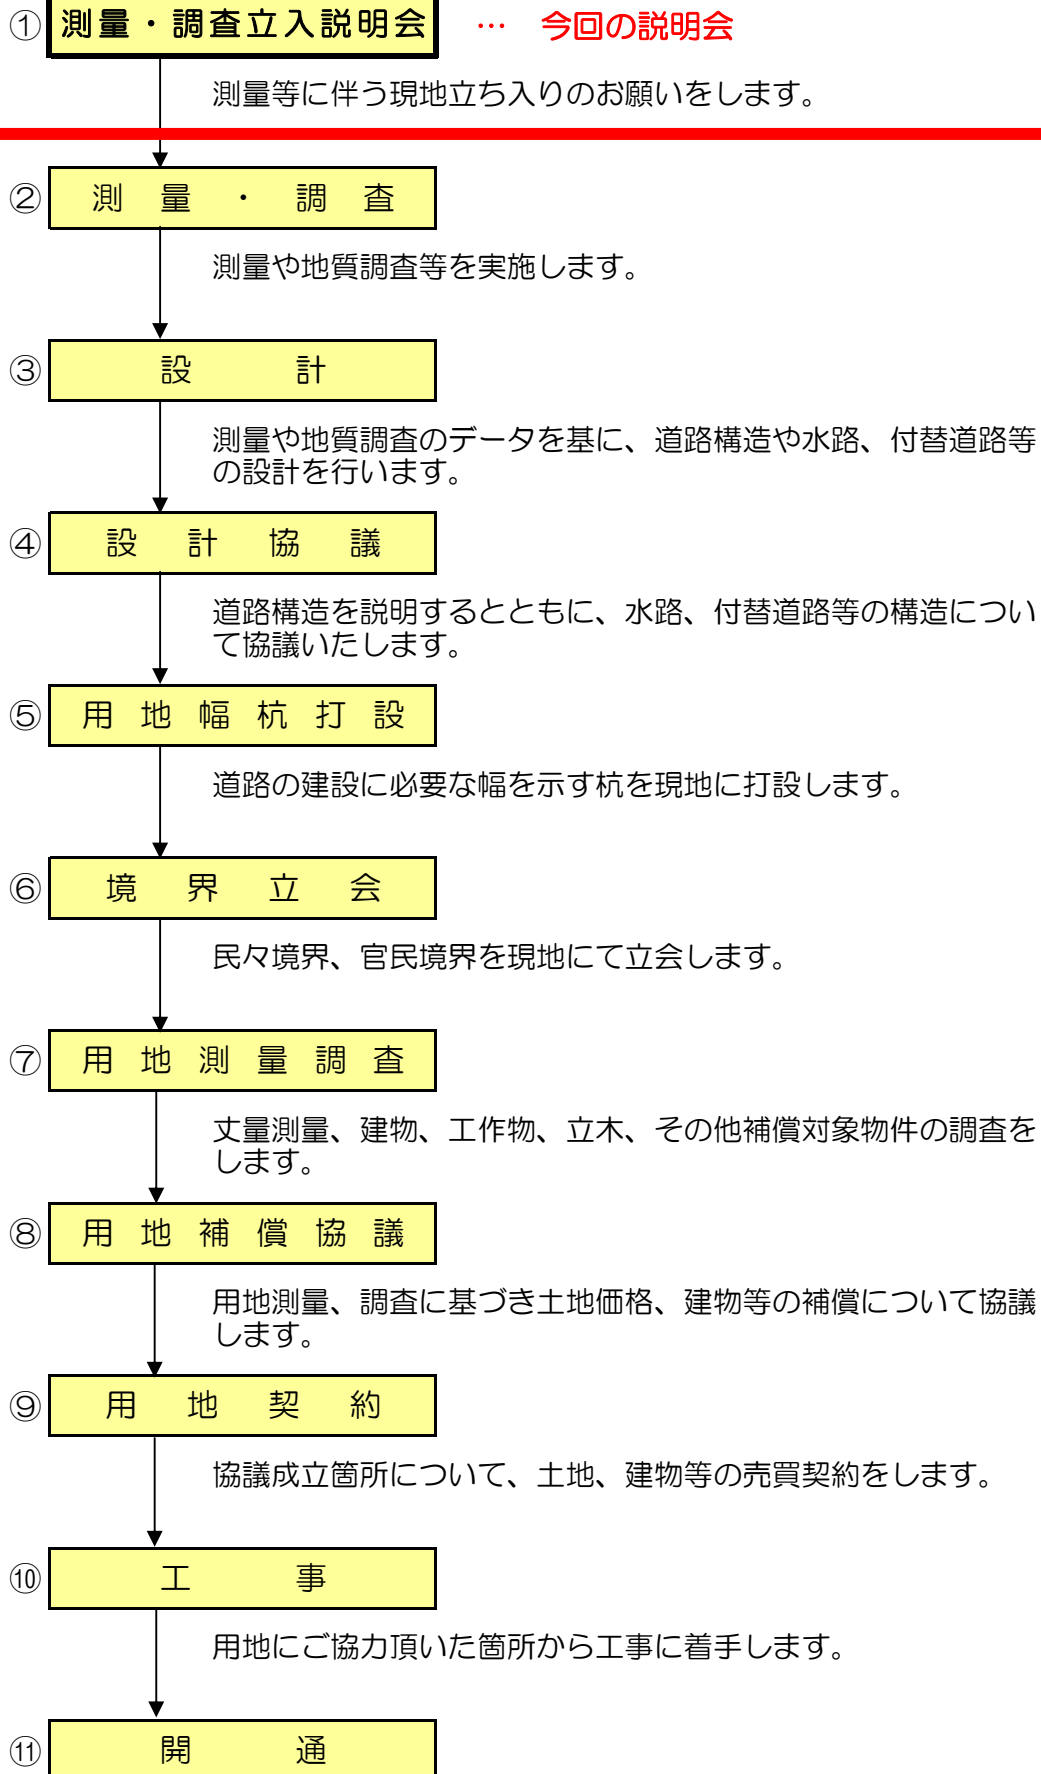 ① 測量・調査立入説明会 … 今回の説明会
測量等に伴う現地立ち入りのお願いをします。
② 測量・調査
測量や地質調査等を実施します。
③ 設計
測量や地質調査のデータを基に、道路構造や水路、付替道路等
の設計を行います。
④ 設計協議
道路構造を説明するとともに、水路、付替道路等の構造につい
て協議いたします。
⑤ 用地幅杭打設
道路の建設に必要な幅を示す杭を現地に打設します。
⑥ 境界立会
民々境界、官民境界を現地にて立会します。
⑦ 用地測量調査
丈量測量、建物、工作物、立木、その他補償対象物件の調査を
します。
⑧ 用地補償協議
用地測量、調査に基づき土地価格、建物等の補償について協議
します。
⑨ 用地契約
協議成立箇所について、土地、建物等の売買契約をします。
⑩ 工事
用地にご協力頂いた箇所から工事に着手します。
⑪ 開通